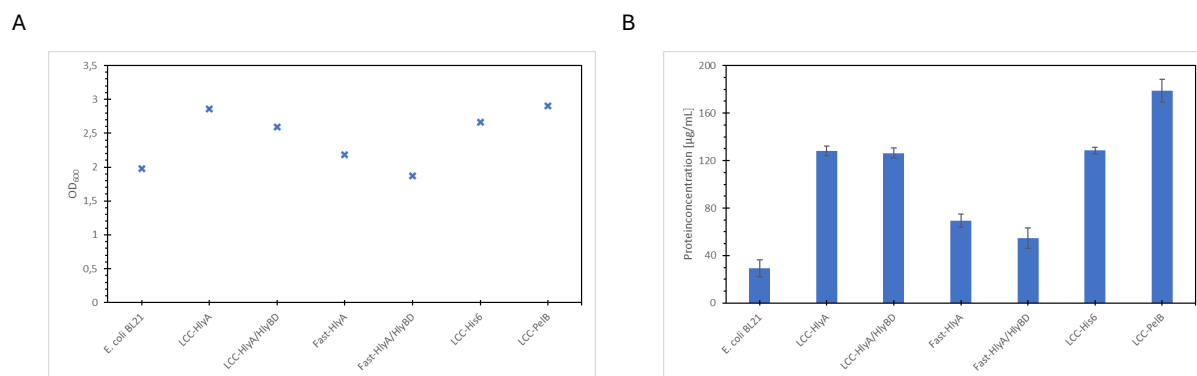 A
B
3,5
3
2,5
2
1,5
1
0,5
0
OD600
E. coli BL21
LCC-HlyA
LCC-HlyA/HlyBD
Fast-HlyA
Fast-HlyA/HlyBD
LCC-His6
LCC-PelB
200
160
120
80
40
0
Proteinconcentration [µg/mL]
E. coli BL21
LCC-HlyA
LCC-HlyA/HlyBD
Fast-HlyA
Fast-HlyA/HlyBD
LCC-His6
LCC-PelB